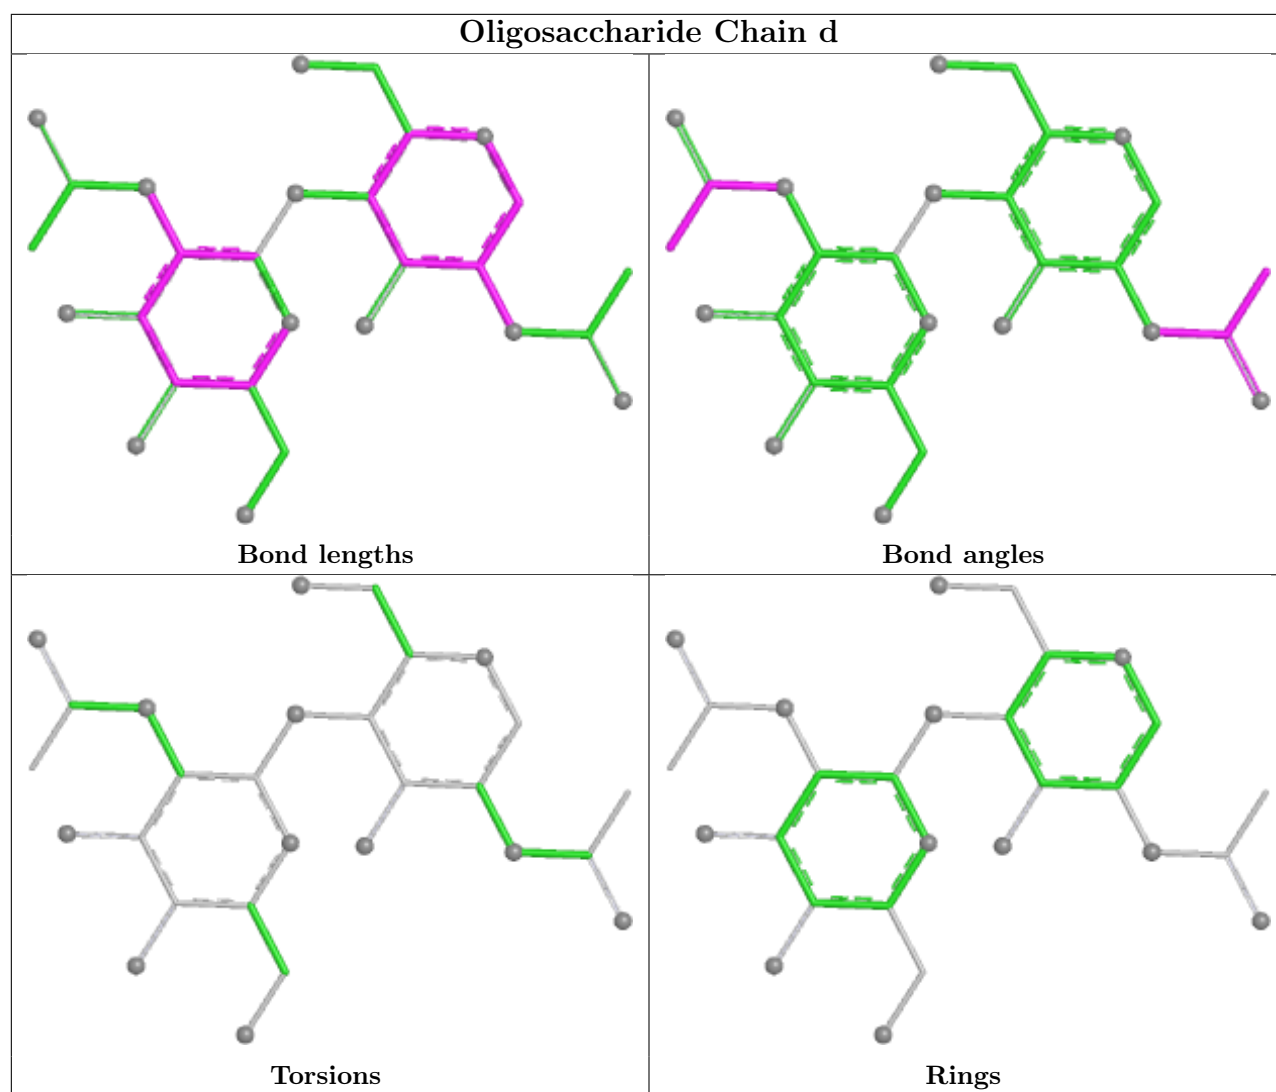 Oligosaccharide Chain d
Bond lengths
Bond angles
Torsions
Rings